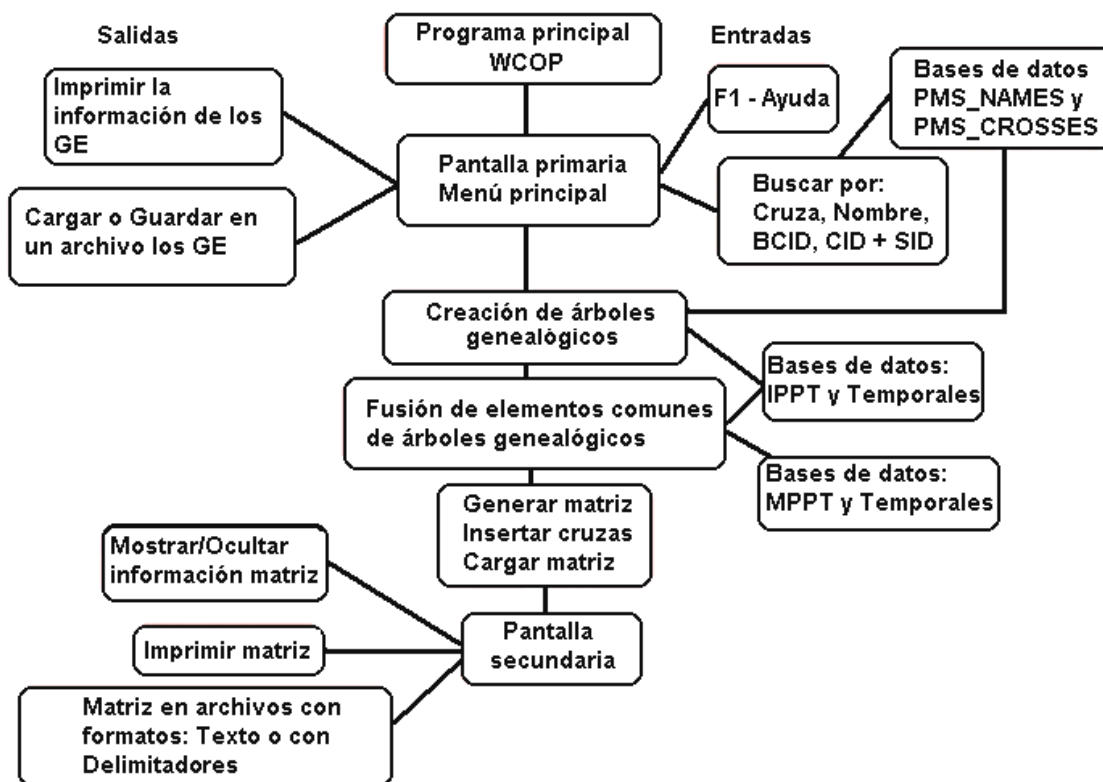 Salidas
Programa principal
WCOP
Entradas
Imprimir la
información de los
GE
F1 - Ayuda
Bases de datos
PMS_NAMES y
PMS_CROSSES
Pantalla primaria
Menú principal
Buscar por:
Cruza, Nombre,
BCID, CID + SID
Cargar o Guardar en
un archivo los GE
Creación de árboles
genealógicos
Bases de datos:
IPPT y Temporales
Fusión de elementos comunes
de árboles genealógicos
Bases de datos:
MPPT y Temporales
Generar matriz
Insertar cruzas
Cargar matriz
Mostrar/Ocultar
información matriz
Pantalla
secundaria
Imprimir matriz
Matriz en archivos con
formatos: Texto o con
Delimitadores